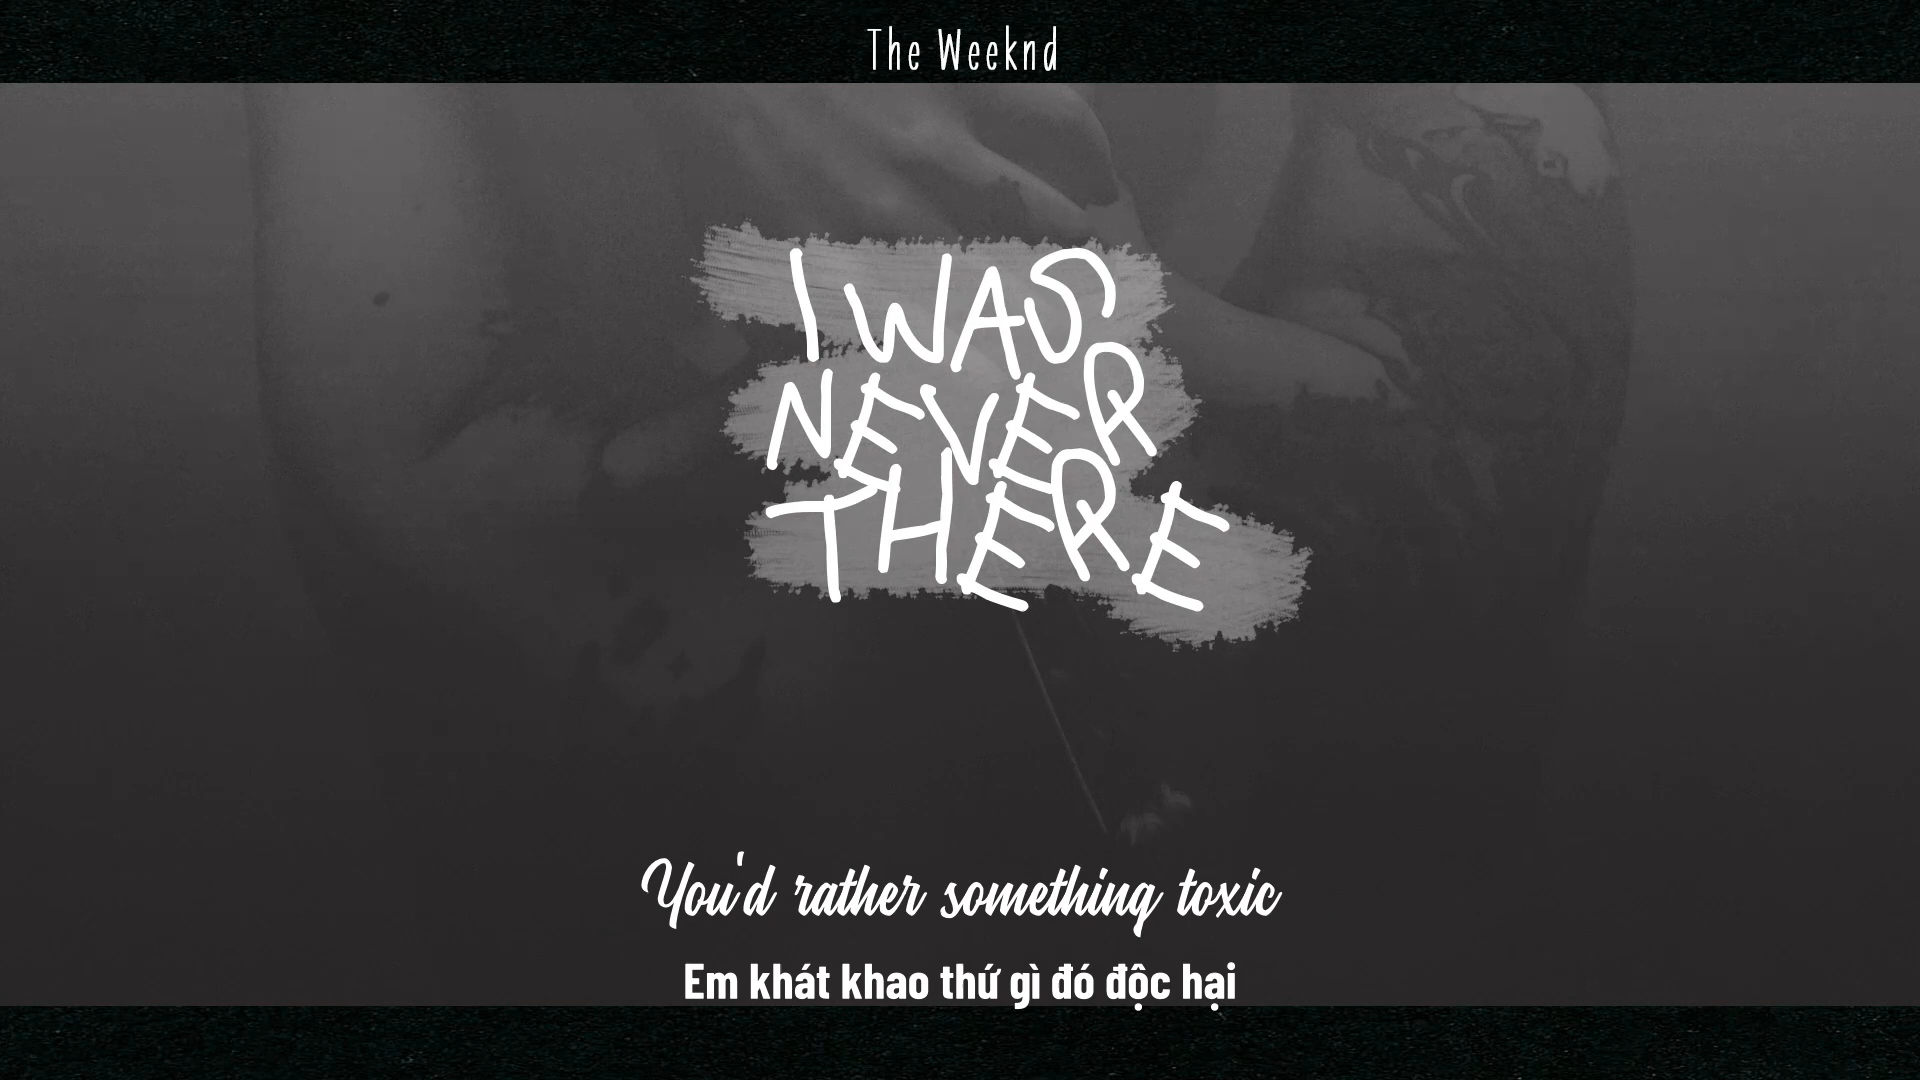 The Weeknd
I WAS
NEVER
THERE
You'd rather something toxic
Em khát khao thứ gì đó độc hại